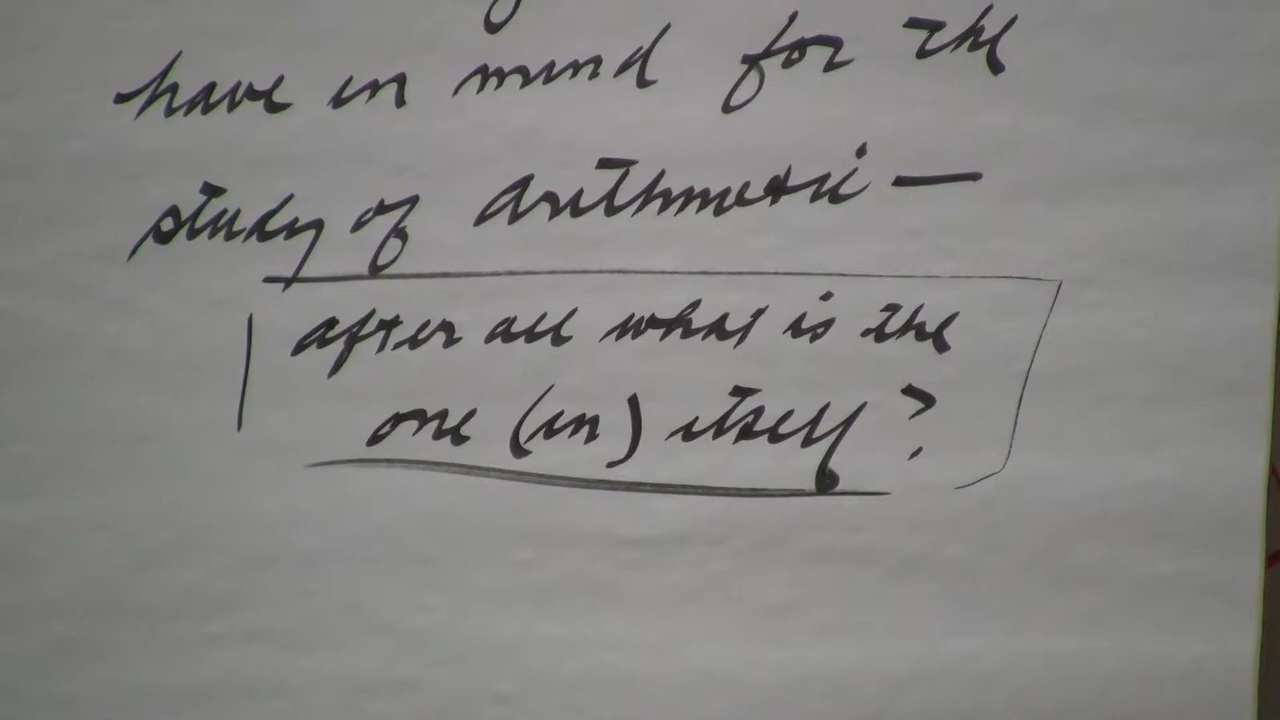 have in mind for the
study of arithmetic —
after all what is the
one (in) itself?